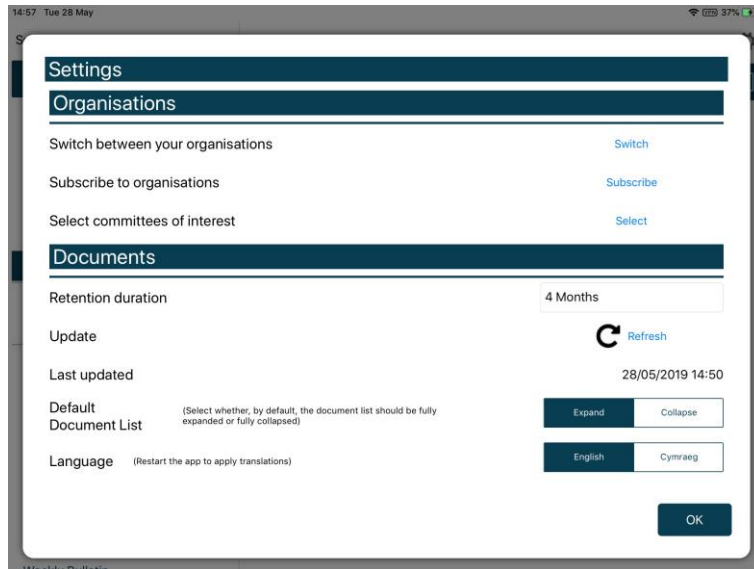 14:57 Tue 28 May
VPN 37%
S
Settings
Organisations
Switch between your organisations Switch
Subscribe to organisations Subscribe
Select committees of interest Select
Documents
Retention duration 4 Months
Update Refresh
Last updated 28/05/2019 14:50
Default
Document List
(Select whether, by default, the document list should be fully
expanded or fully collapsed)
Expand Collapse
Language (Restart the app to apply translations) English Cymraeg
OK
Weekly Bulletin